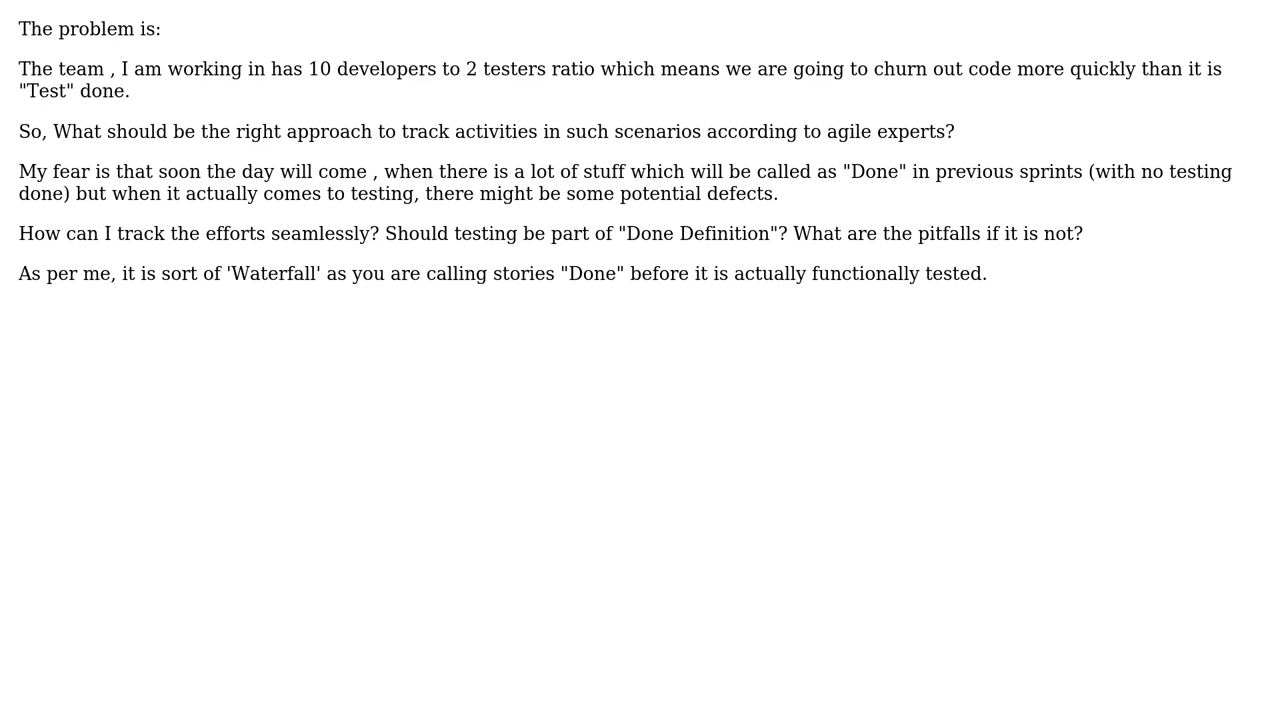 The problem is:
The team , I am working in has 10 developers to 2 testers ratio which means we are going to churn out code more quickly than it is
"Test" done.
So, What should be the right approach to track activities in such scenarios according to agile experts?
My fear is that soon the day will come , when there is a lot of stuff which will be called as "Done" in previous sprints (with no testing
done) but when it actually comes to testing, there might be some potential defects.
How can I track the efforts seamlessly? Should testing be part of "Done Definition"? What are the pitfalls if it is not?
As per me, it is sort of 'Waterfall' as you are calling stories "Done" before it is actually functionally tested.